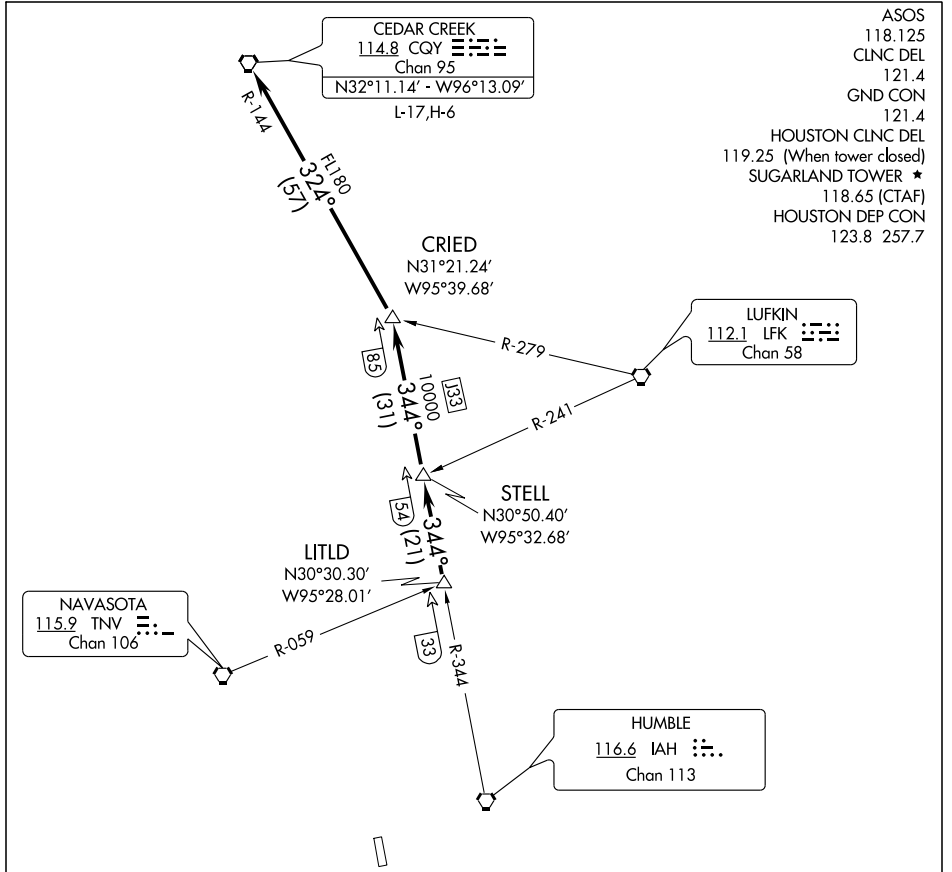 CEDAR CREEK
114.8 CQY
Chan 95
N32°11.14' - W96°13.09'
L-17,H-6
ASOS
118.125
CLNC DEL
121.4
GND CON
121.4
HOUSTON CLNC DEL
119.25 (When tower closed)
SUGARLAND TOWER ★
118.65 (CTAF)
HOUSTON DEP CON
123.8 257.7
R-144
FL180
324°
(57)
CRIED
N31°21.24'
W95°39.68'
LUFKIN
112.1 LFK
Chan 58
R-279
85
J33
10000
344°
(31)
R-241
STELL
N30°50.40'
W95°32.68'
54
344°
(21)
LITLD
N30°30.30'
W95°28.01'
NAVASOTA
115.9 TNV
Chan 106
R-059
33
R-344
HUMBLE
116.6 IAH
Chan 113